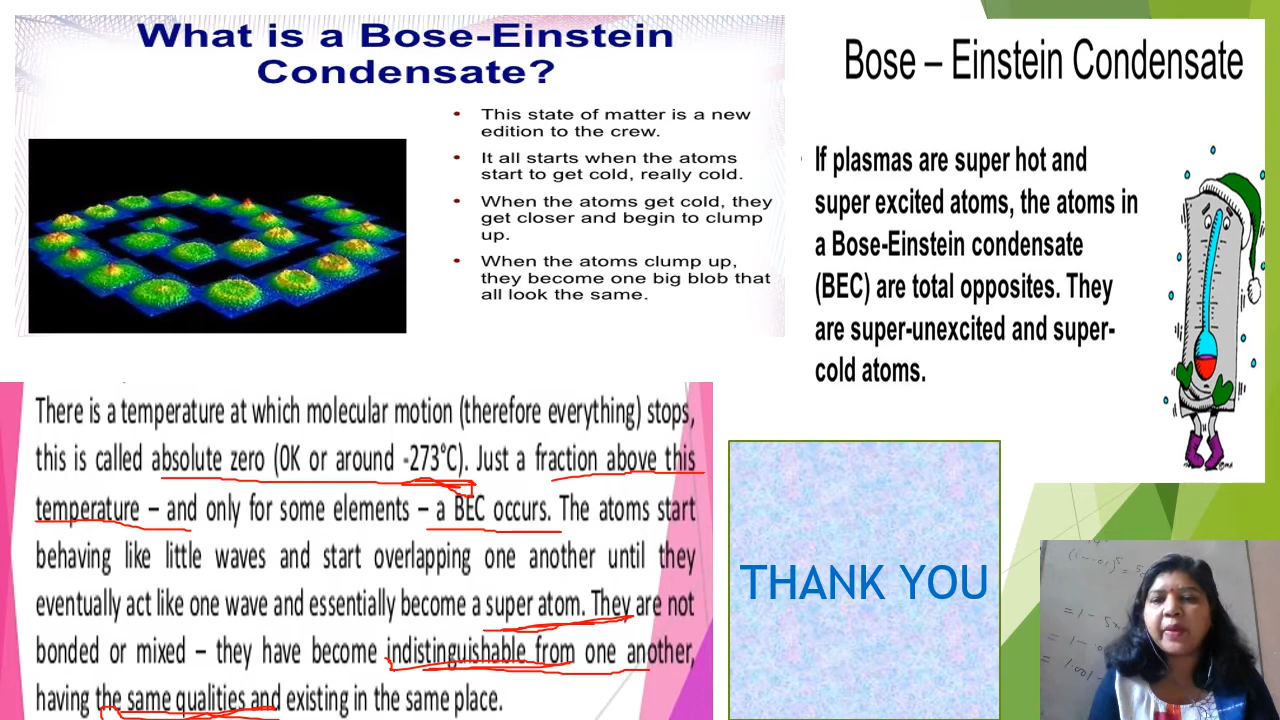 What is a Bose-Einstein
Condensate?
• This state of matter is a new
edition to the crew.
• It all starts when the atoms
start to get cold, really cold.
• When the atoms get cold, they
get closer and begin to clump
up.
• When the atoms clump up,
they become one big blob that
all look the same.
Bose – Einstein Condensate
If plasmas are super hot and
super excited atoms, the atoms in
a Bose-Einstein condensate
(BEC) are total opposites. They
are super-unexcited and super-
cold atoms.
There is a temperature at which molecular motion (therefore everything) stops,
this is called absolute zero (0K or around -273°C). Just a fraction above this
temperature – and only for some elements – a BEC occurs. The atoms start
behaving like little waves and start overlapping one another until they
eventually act like one wave and essentially become a super atom. They are not
bonded or mixed – they have become indistinguishable from one another,
having the same qualities and existing in the same place.
THANK YOU